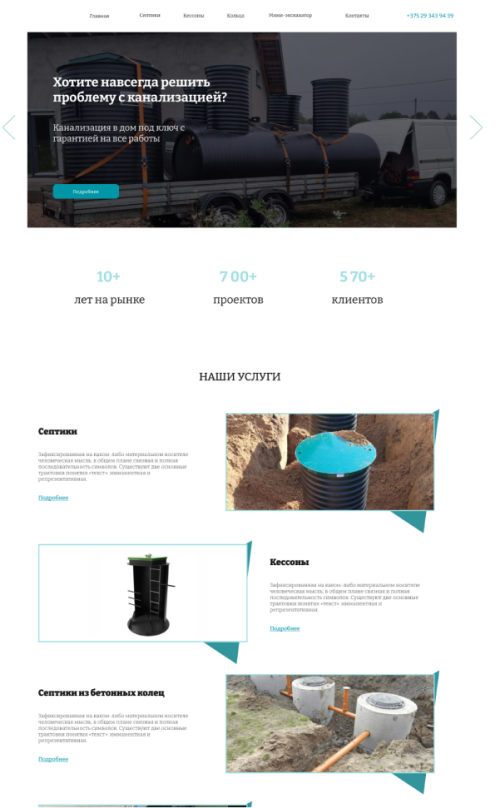 Главная Септики Кессоны Кольца Мини-экскаватор Контакты +375 29 343 94 39
Хотите навсегда решить
проблему с канализацией?
Канализация в дом под ключ с
гарантией на все работы
Подробнее
10+ 7 00+ 5 70+
лет на рынке проектов клиентов
НАШИ УСЛУГИ
Септики
Зафиксированная на каком-либо материальном носителе
человеческая мысль; в общем плане связная и полная
последовательность символов. Существуют две основные
трактовки понятия «текст»: имманентная и
репрезентативная.
Подробнее
Кессоны
Зафиксированная на каком-либо материальном носителе
человеческая мысль; в общем плане связная и полная
последовательность символов. Существуют две основные
трактовки понятия «текст»: имманентная и
репрезентативная.
Подробнее
Септики из бетонных колец
Зафиксированная на каком-либо материальном носителе
человеческая мысль; в общем плане связная и полная
последовательность символов. Существуют две основные
трактовки понятия «текст»: имманентная и
репрезентативная.
Подробнее